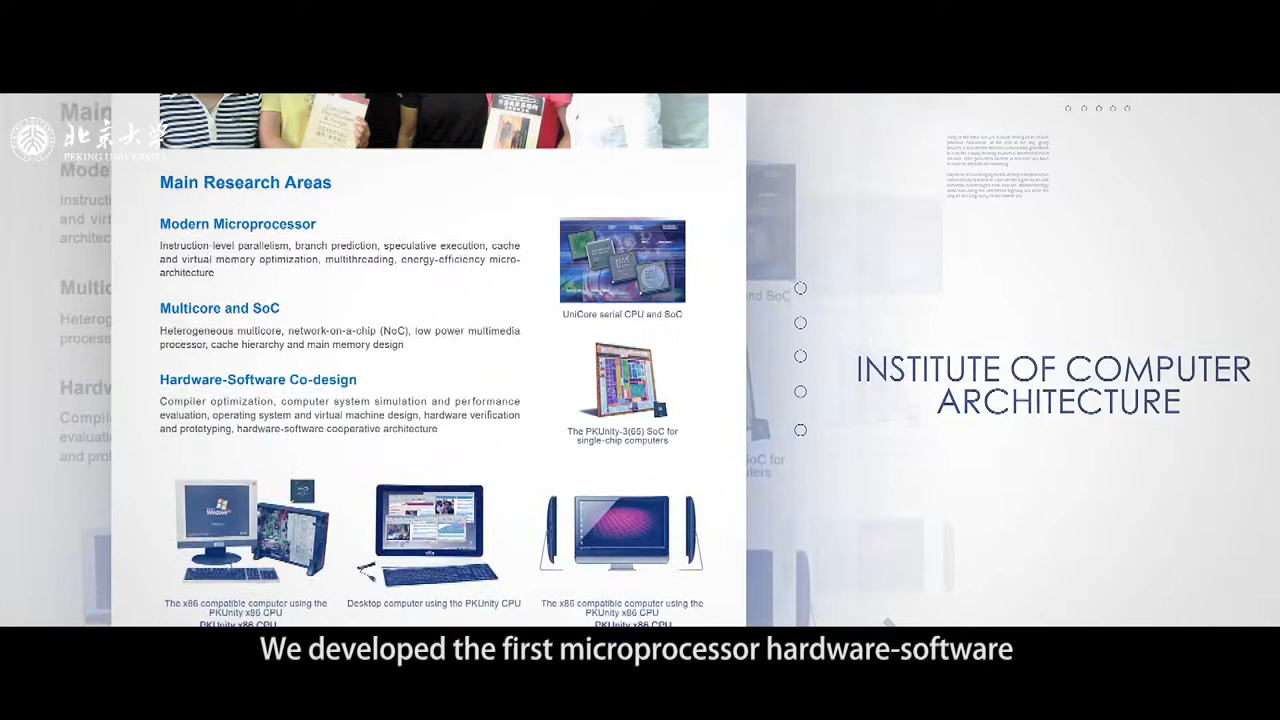 北京大学
PEKING UNIVERSITY
Main Research Areas
Modern Microprocessor
Instruction-level parallelism, branch prediction, speculative execution, cache
and virtual memory optimization, multithreading, energy-efficiency micro-
architecture
Multicore and SoC
Heterogeneous multicore, network-on-a-chip (NoC), low power multimedia
processor, cache hierarchy and main memory design
Hardware-Software Co-design
Compiler optimization, computer system simulation and performance
evaluation, operating system and virtual machine design, hardware verification
and prototyping, hardware-software cooperative architecture
UniCore serial CPU and SoC
The PKUnity-3(65) SoC for
single-chip computers
The x86 compatible computer using the
PKUnity x86 CPU
Desktop computer using the PKUnity CPU
The x86 compatible computer using the
PKUnity x86 CPU
INSTITUTE OF COMPUTER
ARCHITECTURE
We developed the first microprocessor hardware-software